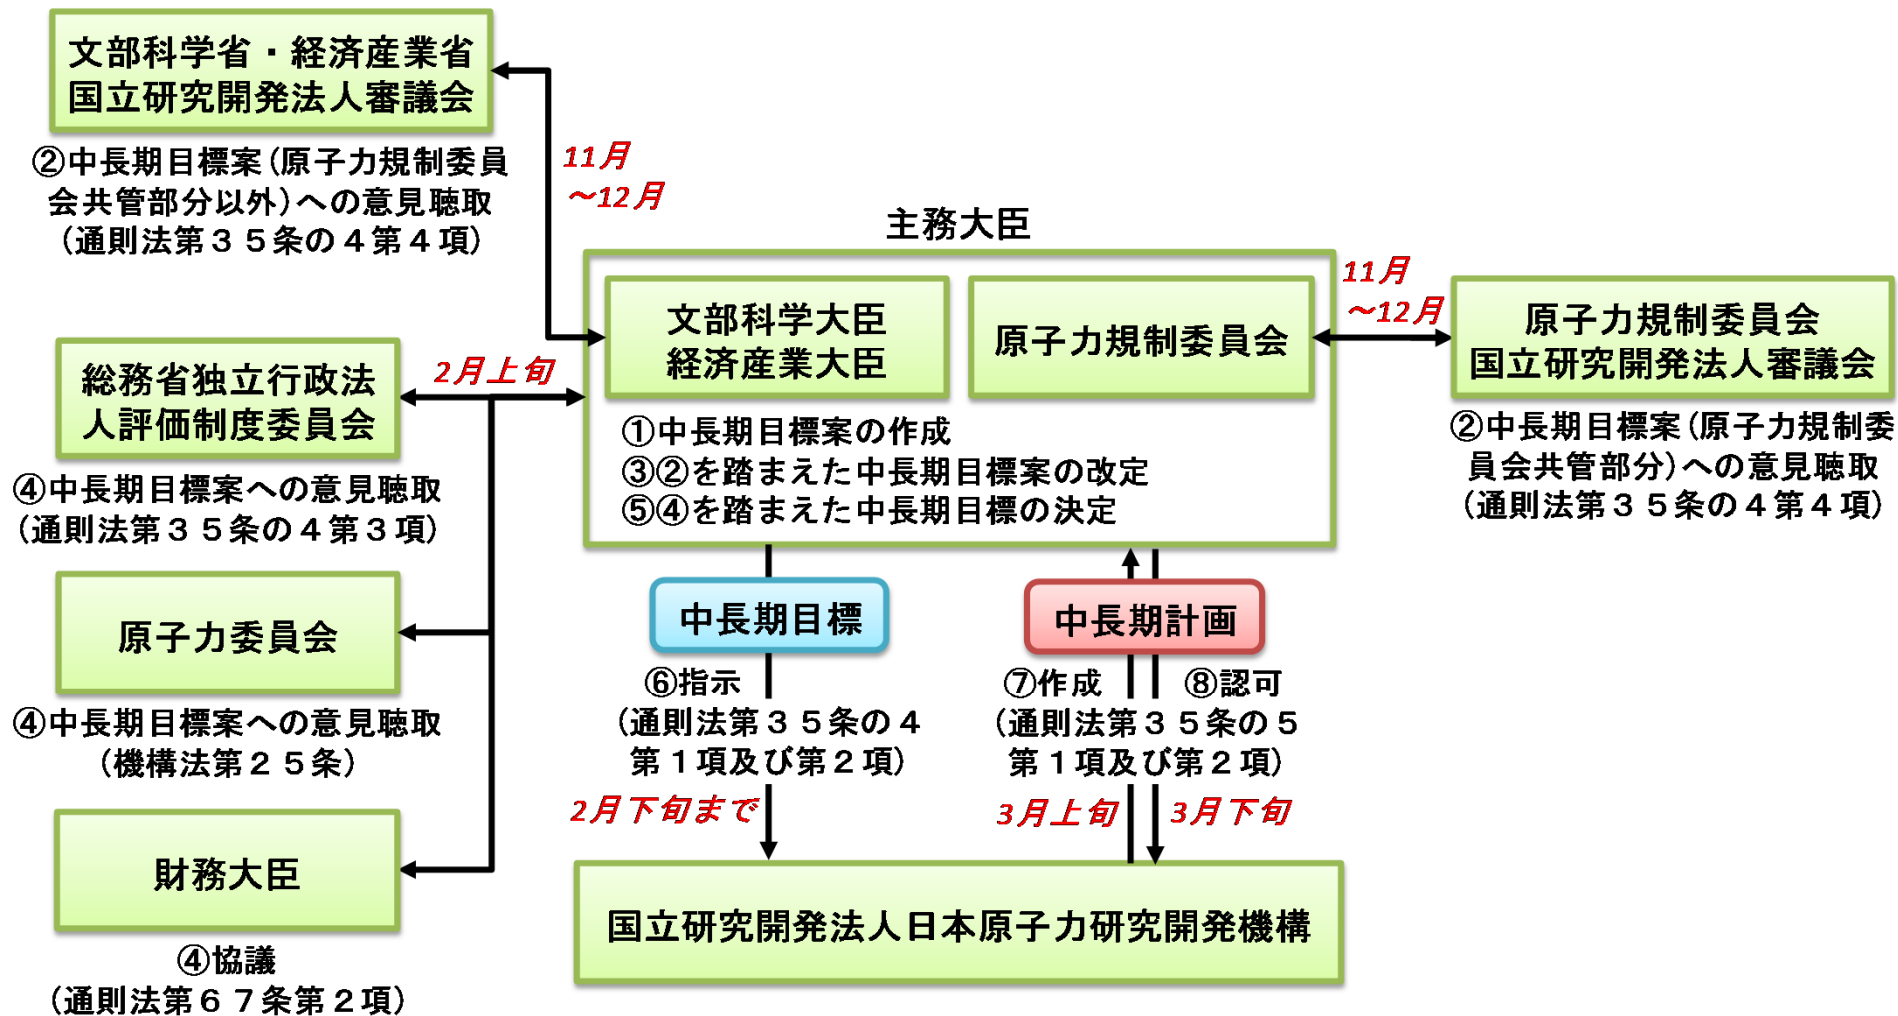 文部科学省・経済産業省
国立研究開発法人審議会
②中長期目標案(原子力規制委員
会共管部分以外)への意見聴取
(通則法第３５条の４第４項)
11月
～12月
主務大臣
文部科学大臣
経済産業大臣
原子力規制委員会
①中長期目標案の作成
③②を踏まえた中長期目標案の改定
⑤④を踏まえた中長期目標の決定
11月
～12月
原子力規制委員会
国立研究開発法人審議会
②中長期目標案(原子力規制委
員会共管部分)への意見聴取
(通則法第３５条の４第４項)
総務省独立行政法
人評価制度委員会
2月上旬
④中長期目標案への意見聴取
(通則法第３５条の４第３項)
原子力委員会
④中長期目標案への意見聴取
(機構法第２５条)
財務大臣
④協議
(通則法第６７条第２項)
中長期目標
⑥指示
(通則法第３５条の４
第１項及び第２項)
2月下旬まで
中長期計画
⑦作成
⑧認可
(通則法第３５条の５
第１項及び第２項)
3月上旬
3月下旬
国立研究開発法人日本原子力研究開発機構